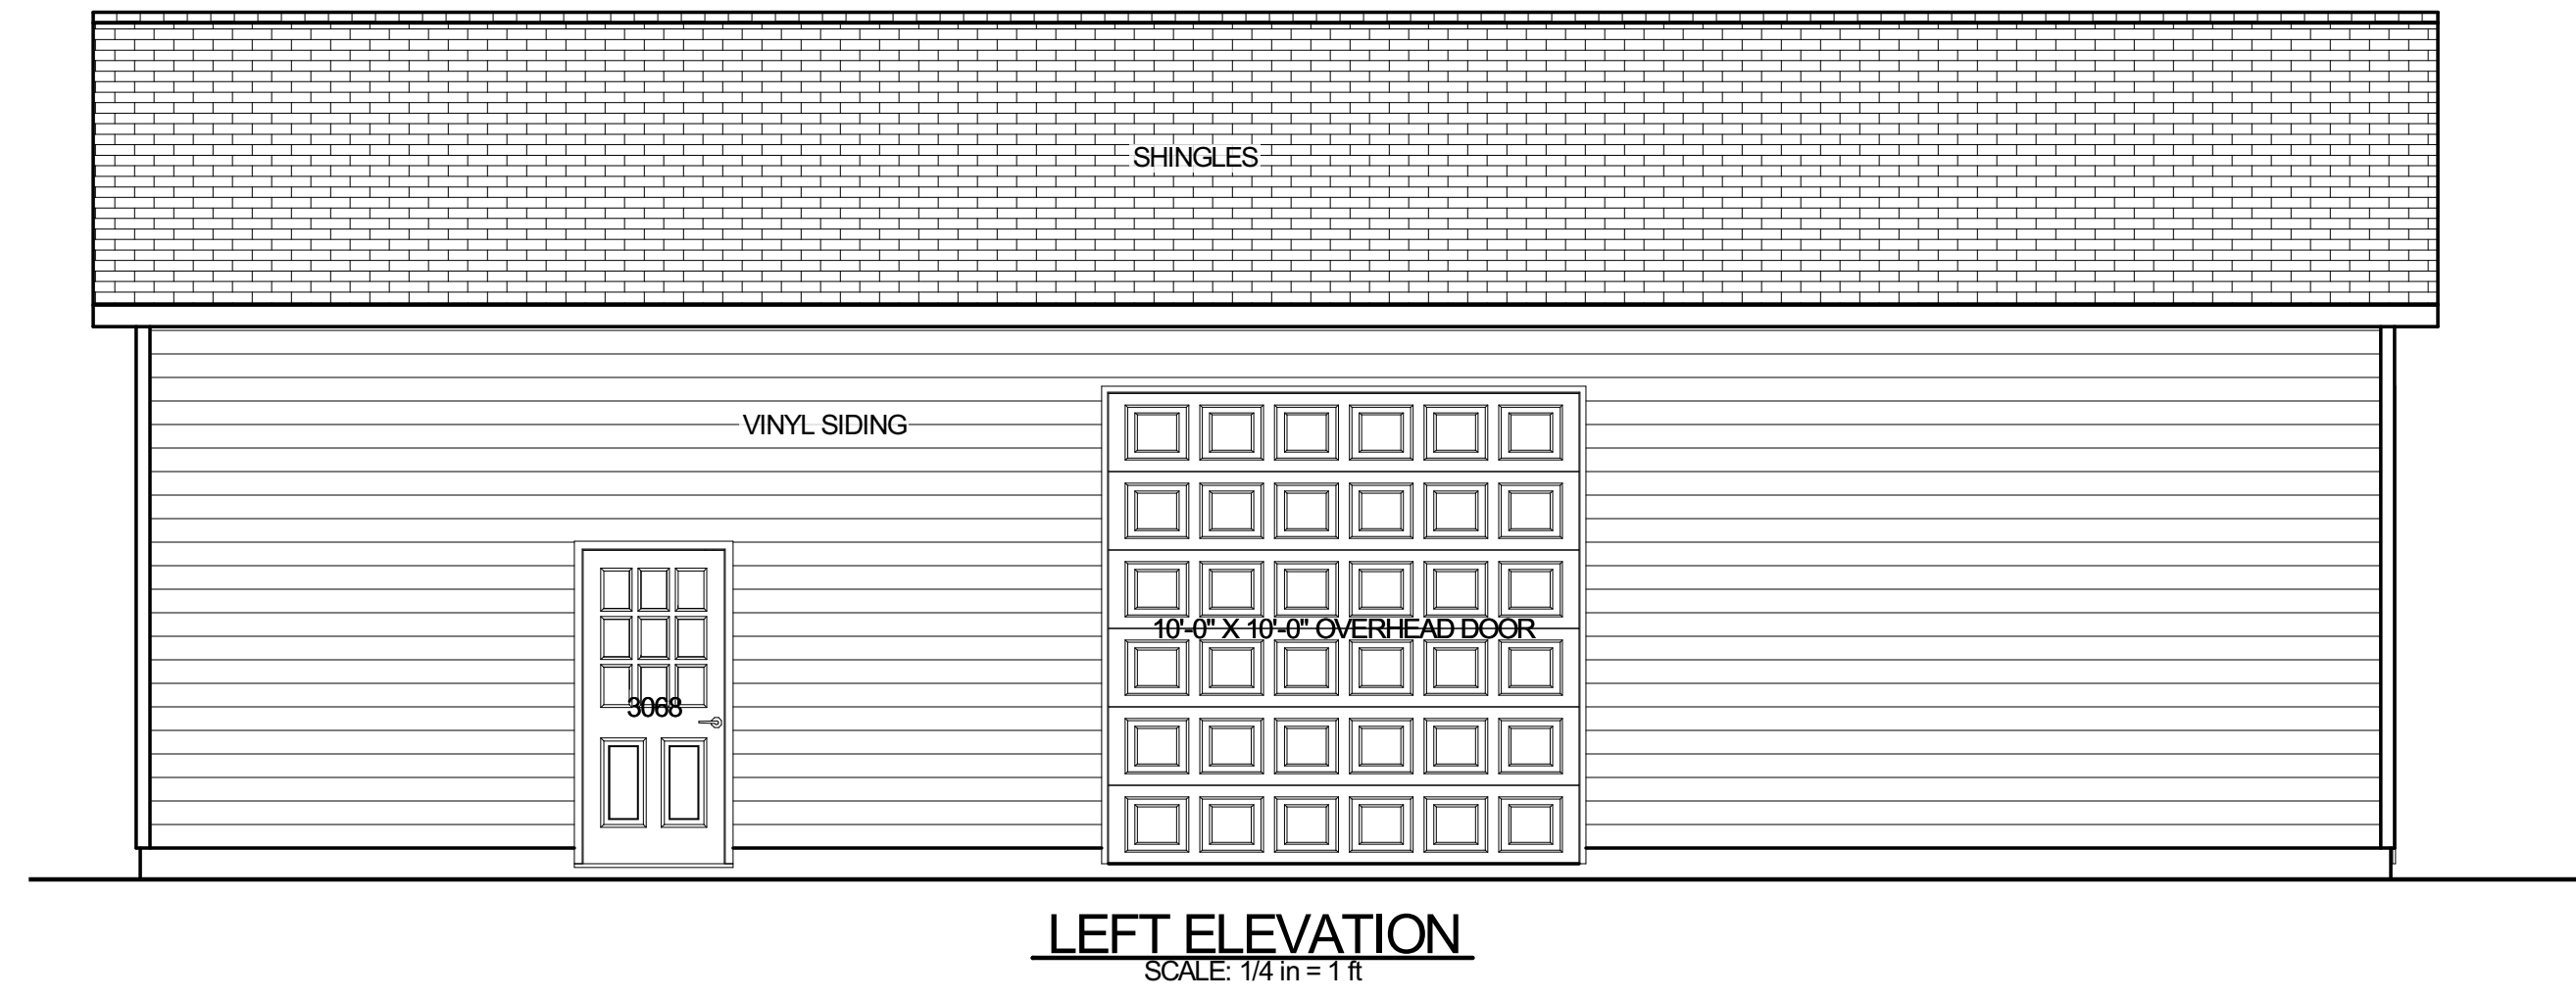 SHINGLES
VINYL SIDING
10'-0" X 10'-0" OVERHEAD DOOR
3068
LEFT ELEVATION
SCALE: 1/4 in = 1 ft